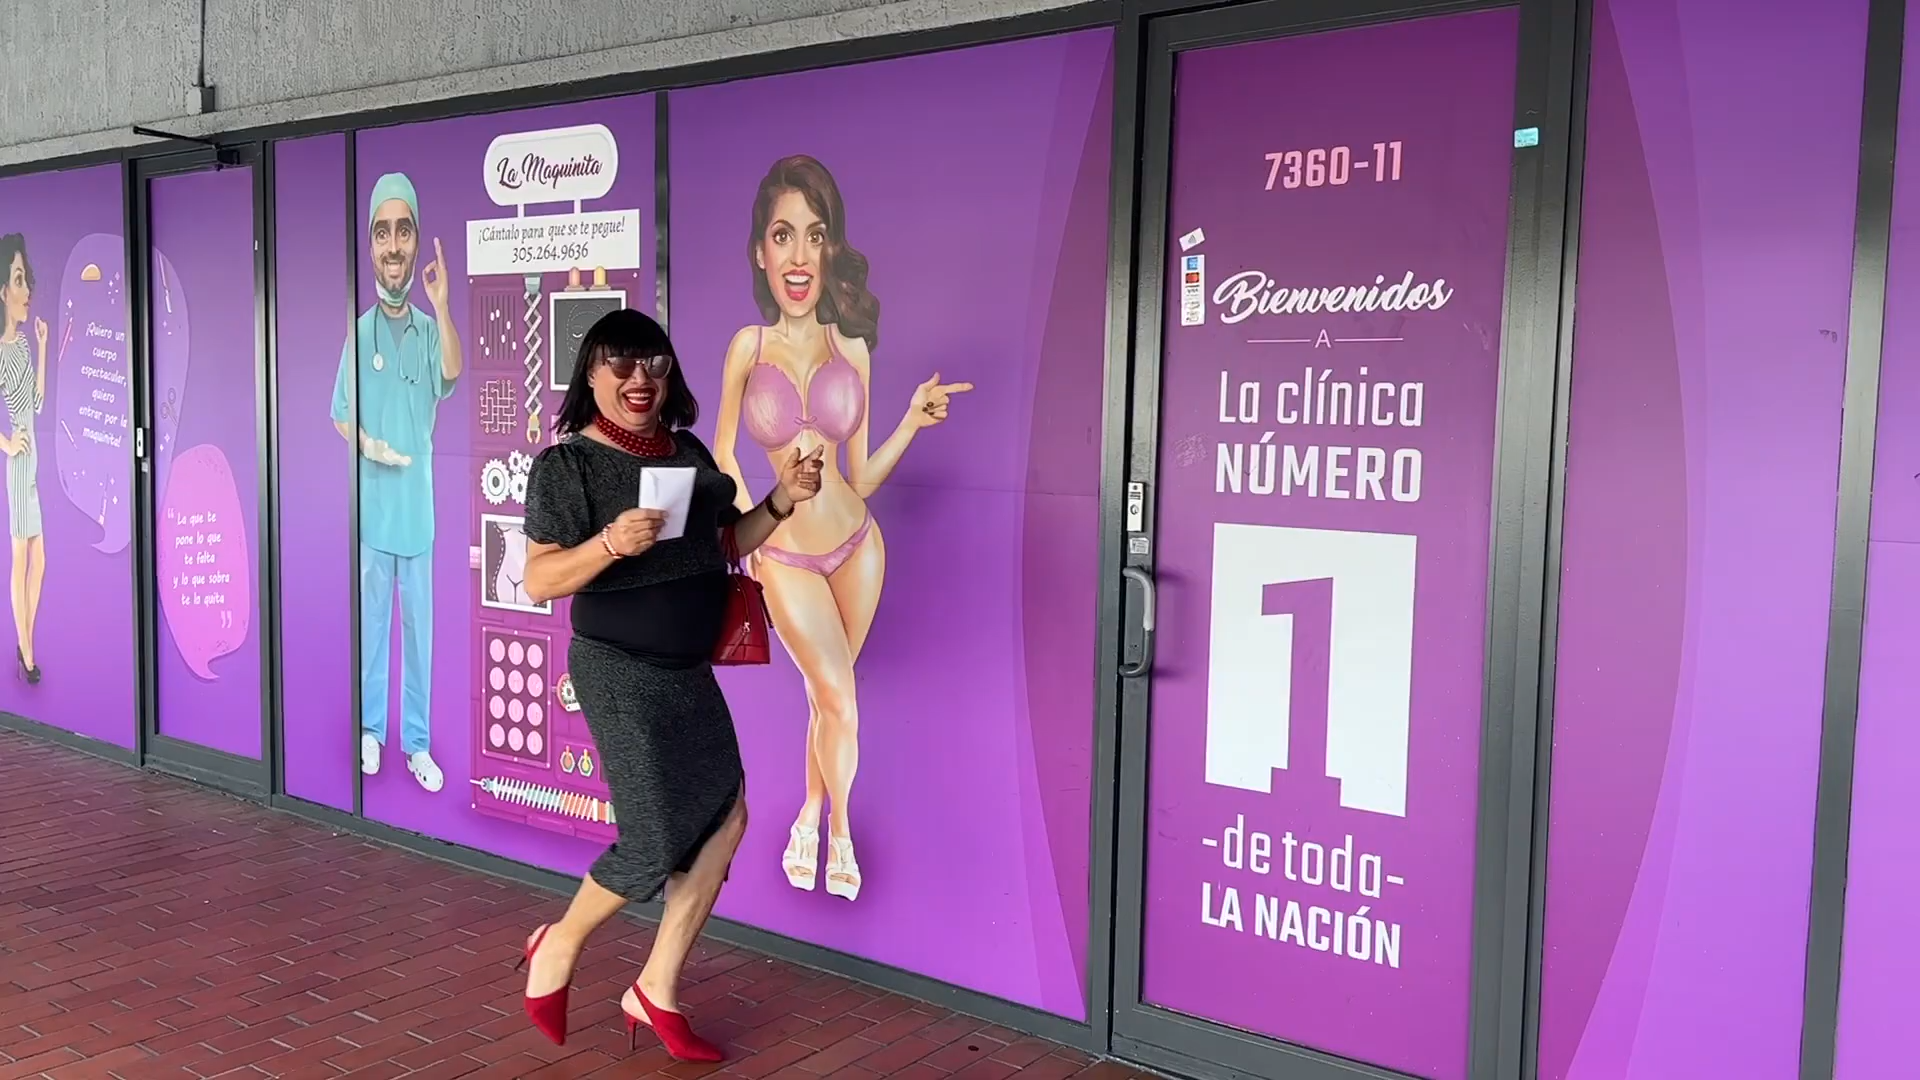 ¡Quiero un
cuerpo
espectacular,
quiero
entrar por la
maquinita!
“La que te
pone lo que
te falta
y lo que sobra
te lo quita”
La Maquinita
¡Cántalo para que se te pegue!
305.264.9636
7360-11
Bienvenidos
A
La clínica
NÚMERO
1
-de toda-
LA NACIÓN